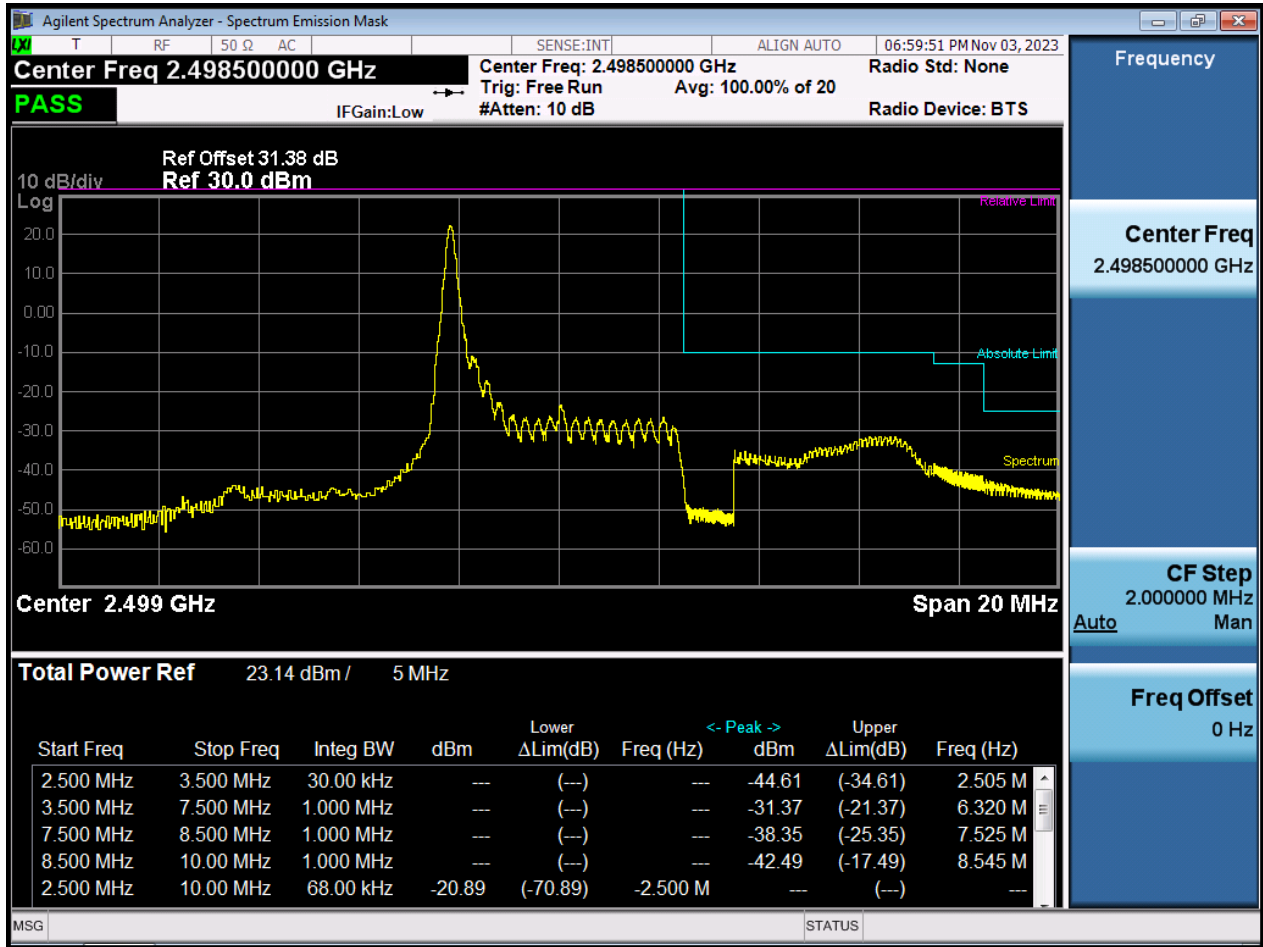 Agilent Spectrum Analyzer - Spectrum Emission Mask
LXI T RF 50 Ω AC SENSE:INT ALIGN AUTO 06:59:51 PM Nov 03, 2023
Center Freq 2.498500000 GHz
Center Freq: 2.498500000 GHz
Radio Std: None
Trig: Free Run
Avg: 100.00% of 20
PASS
IFGain:Low
#Atten: 10 dB
Radio Device: BTS
Ref Offset 31.38 dB
10 dB/div Ref 30.0 dBm
Log
Relative Limit
20.0
10.0
0.00
-10.0
Absolute Limit
-20.0
-30.0
-40.0
Spectrum
-50.0
-60.0
Center 2.499 GHz Span 20 MHz
Total Power Ref 23.14 dBm / 5 MHz
Lower <- Peak -> Upper
Start Freq Stop Freq Integ BW dBm ΔLim(dB) Freq (Hz) dBm ΔLim(dB) Freq (Hz)
2.500 MHz 3.500 MHz 30.00 kHz --- (---) --- -44.61 (-34.61) 2.505 M
3.500 MHz 7.500 MHz 1.000 MHz --- (---) --- -31.37 (-21.37) 6.320 M
7.500 MHz 8.500 MHz 1.000 MHz --- (---) --- -38.35 (-25.35) 7.525 M
8.500 MHz 10.00 MHz 1.000 MHz --- (---) --- -42.49 (-17.49) 8.545 M
2.500 MHz 10.00 MHz 68.00 kHz -20.89 (-70.89) -2.500 M --- (---) ---
MSG STATUS
Frequency
Center Freq
2.498500000 GHz
CF Step
2.000000 MHz
Auto Man
Freq Offset
0 Hz